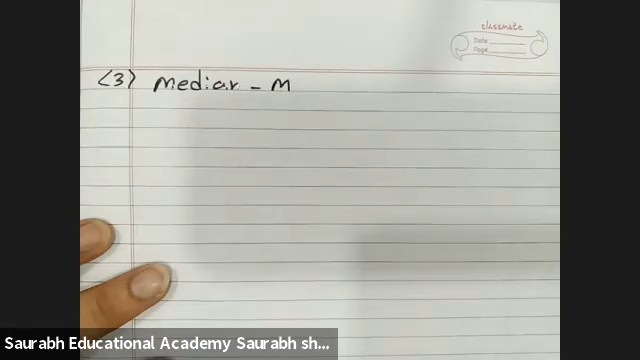 classmate
Date
Page
(3) median - M
Saurabh Educational Academy Saurabh sh...